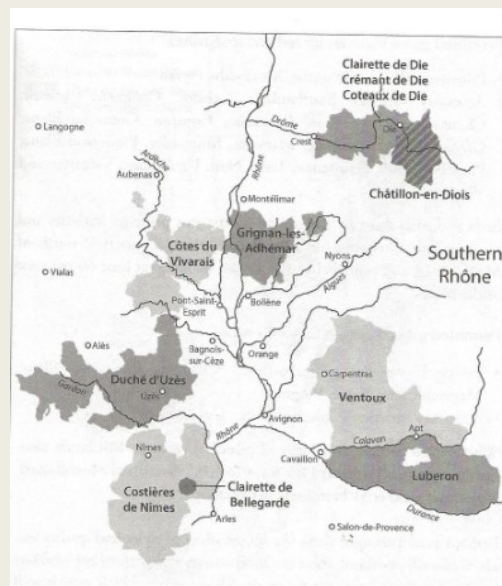 Clairette de Die
Crémant de Die
Coteaux de Die
Langogne
Drôme
Crest
Die
Ardèche
Aubenas
Rhône
Châtillon-en-Diois
Montélimar
Côtes du
Vivarais
Grignan-les-
Adhémar
Nyons
Southern
Rhône
Vialas
Aigues
Pont-Saint-
Esprit
Bollène
Alès
Bagnois-
sur-Cèze
Orange
Duché d'Uzès
Gardon
Uzès
Carpentras
Ventoux
Avignon
Rhône
Nîmes
Calavon
Apt
Cavaillon
Luberon
Costières
de Nîmes
Clairette de
Bellegarde
Durance
Arles
Salon-de-Provence